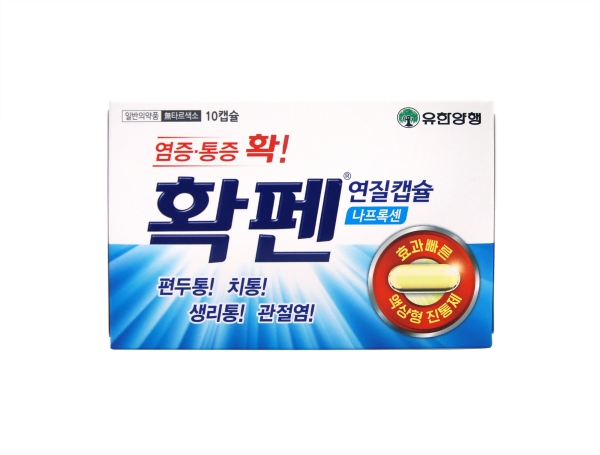 일반의약품 無타르색소 10캡슐
유한양행
염증·통증 확!
확펜® 연질캡슐
나프록센
편두통! 치통!
생리통! 관절염!
효과빠른
액상형 진통제